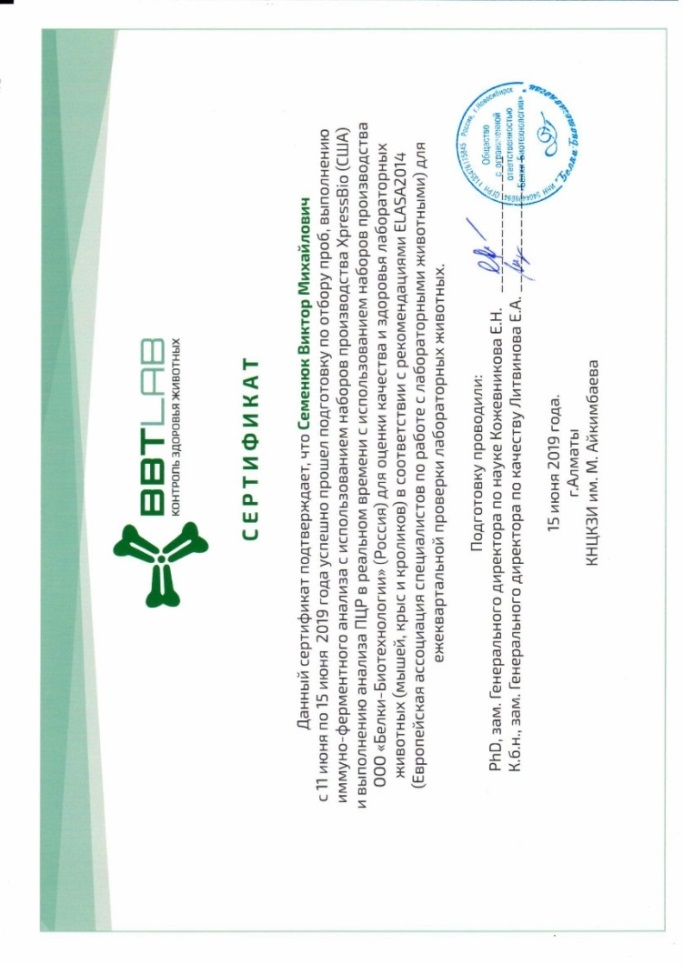 BBTLAB
КОНТРОЛЬ ЗДОРОВЬЯ ЖИВОТНЫХ
СЕРТИФИКАТ
Данный сертификат подтверждает, что Семенюк Виктор Михайлович
с 11 июня по 15 июня 2019 года успешно прошел подготовку по отбору проб, выполнению
иммуно-ферментного анализа с использованием наборов производства XpressBio (США)
и выполнению анализа ПЦР в реальном времени с использованием наборов производства
ООО «Белки-Биотехнологии» (Россия) для оценки качества и здоровья лабораторных
животных (мышей, крыс и кроликов) в соответствии с рекомендациями ELASA2014
(Европейская ассоциация специалистов по работе с лабораторными животными) для
ежеквартальной проверки лабораторных животных.
Подготовку проводили:
PhD, зам. Генерального директора по науке Кожевникова Е.Н.
К.б.н., зам. Генерального директора по качеству Литвинова Е.А.
Общество
с ограниченной
ответственностью
«Белки-Биотехнологии»
Россия, г. Новосибирск
15 июня 2019 года.
г.Алматы
КНЦКЗИ им. М. Айкимбаева